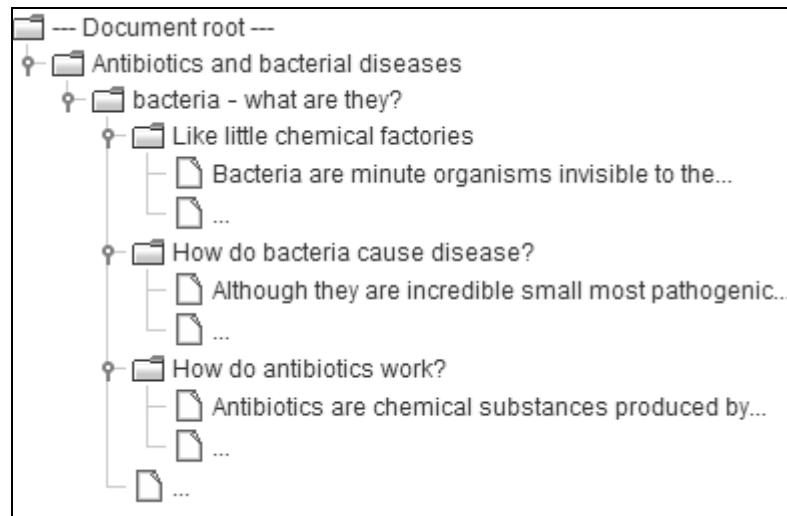 --- Document root ---
Antibiotics and bacterial diseases
bacteria - what are they?
Like little chemical factories
Bacteria are minute organisms invisible to the...
...
How do bacteria cause disease?
Although they are incredible small most pathogenic...
...
How do antibiotics work?
Antibiotics are chemical substances produced by...
...
...